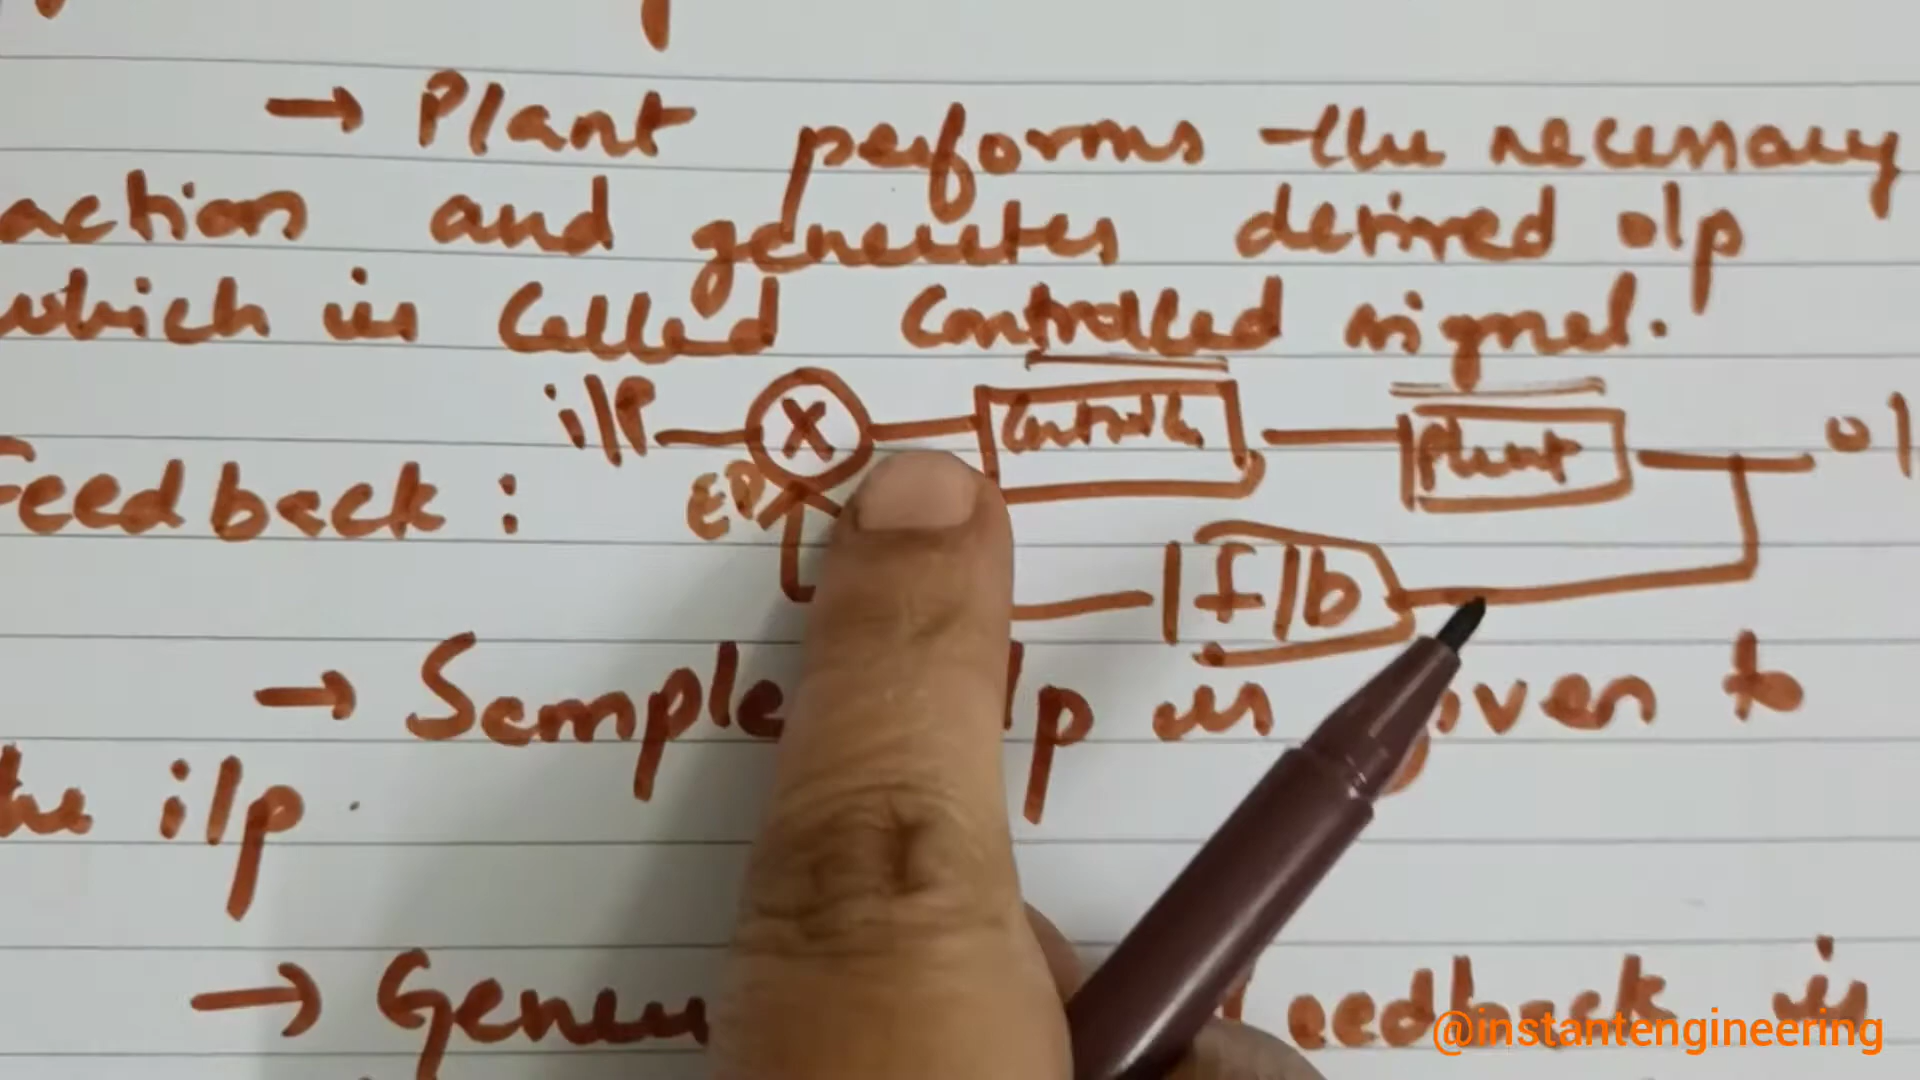 → Plant performs the necessary
action and generates desired o/p
which is called controlled signal.
i/p X Controller Plant
ED
Feedback :
f/b
→ Sample o/p is given to
the i/p
→ feedback is
@instantengineering